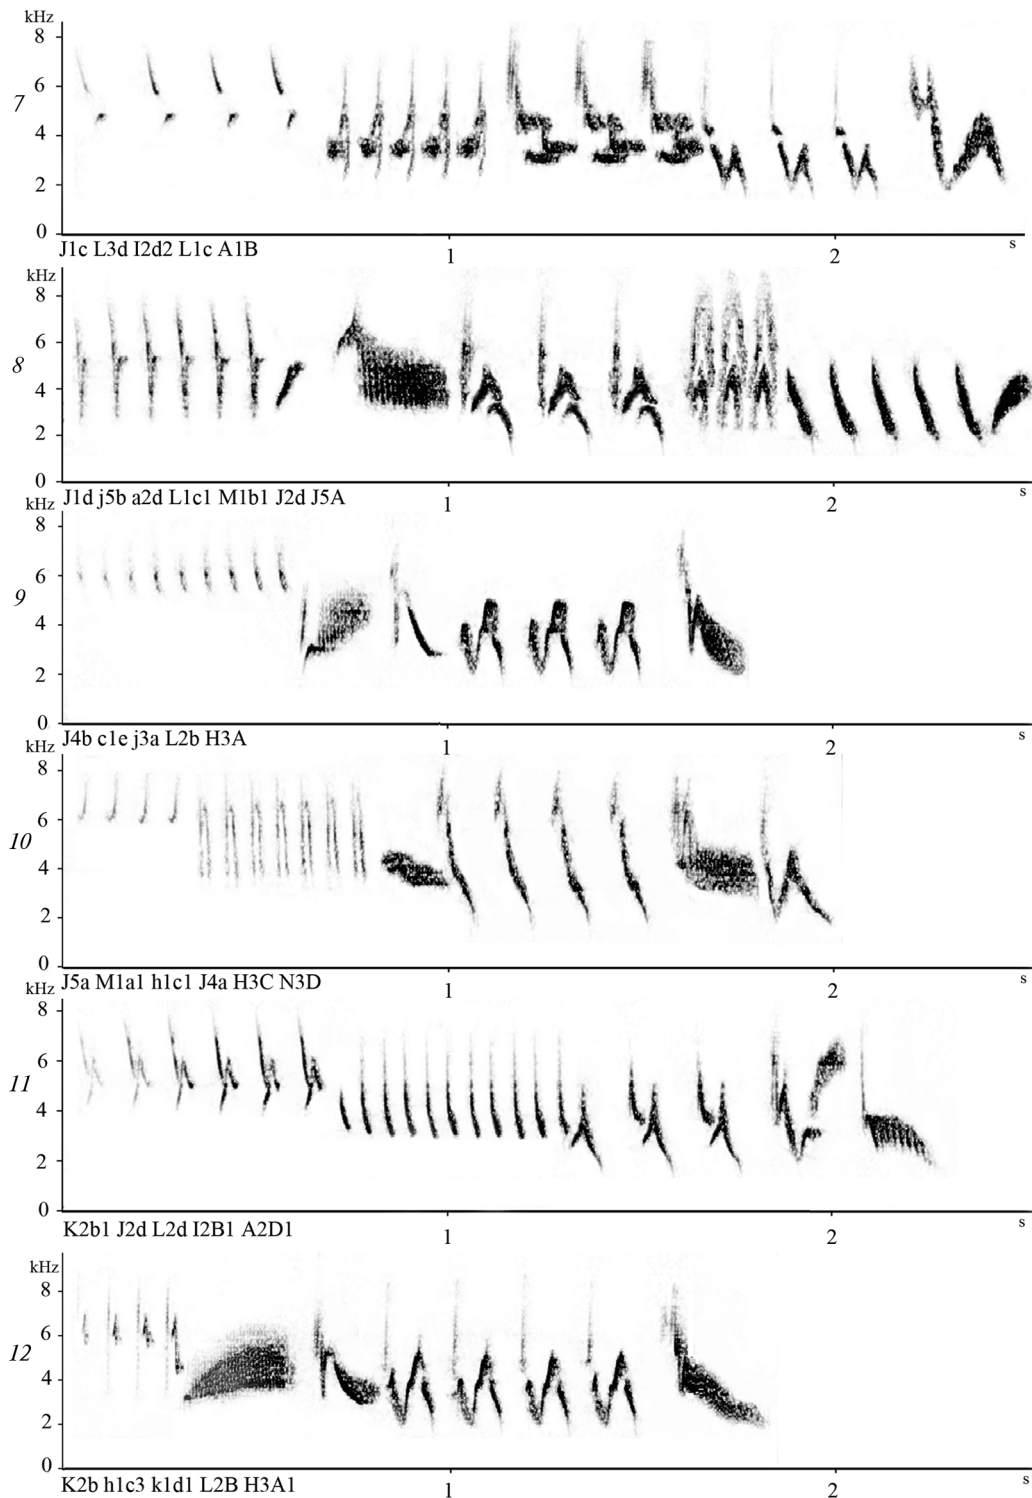 kHz
8
6
7
4
2
0
1
2
s
J1c L3d I2d2 L1c A1B
kHz
8
6
8
4
2
0
1
2
s
J1d j5b a2d L1c1 M1b1 J2d J5A
kHz
8
6
9
4
2
0
1
2
s
J4b c1e j3a L2b H3A
kHz
8
6
10
4
2
0
1
2
s
J5a M1a1 h1c1 J4a H3C N3D
kHz
8
6
11
4
2
0
1
2
s
K2b1 J2d L2d I2B1 A2D1
kHz
8
6
12
4
2
0
1
2
s
K2b h1c3 k1d1 L2B H3A1